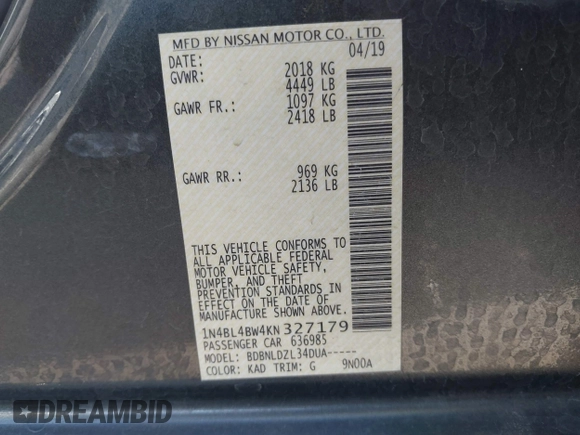 MFD BY NISSAN MOTOR CO., LTD.
DATE: 04/19
GVWR: 2018 KG
4449 LB
GAWR FR.: 1097 KG
2418 LB
GAWR RR.: 969 KG
2136 LB
THIS VEHICLE CONFORMS TO
ALL APPLICABLE FEDERAL
MOTOR VEHICLE SAFETY,
BUMPER, AND THEFT
PREVENTION STANDARDS IN
EFFECT ON THE DATE OF
MANUFACTURE SHOWN ABOVE.
1N4BL4BW4KN327179
PASSENGER CAR 636985
MODEL: BDBNLDZL34DUA-----
COLOR: KAD TRIM: G 9N00A
DREAMBID